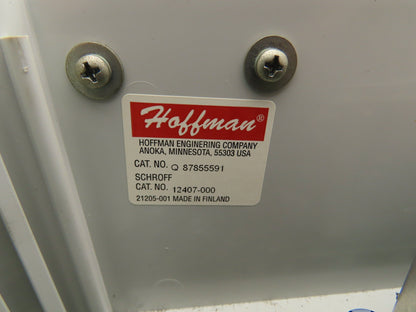 Hoffman®
HOFFMAN ENGINERING COMPANY
ANOKA, MINNESOTA, 55303 USA
CAT. NO. Q 87855591
SCHROFF
CAT. NO. 12407-000
21205-001 MADE IN FINLAND